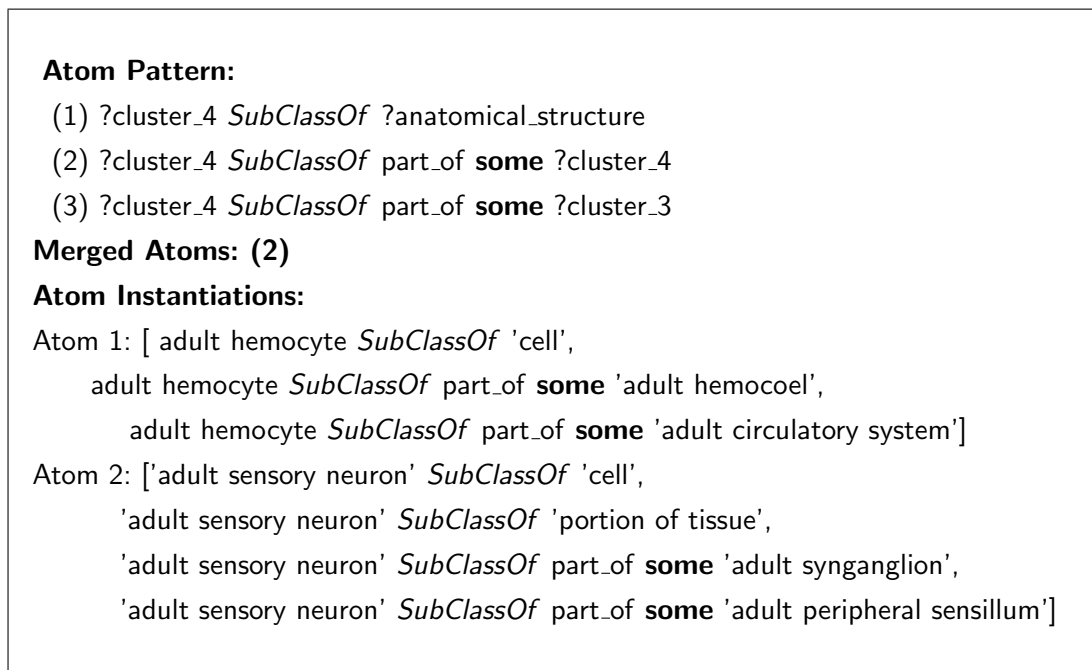 Atom Pattern:
(1) ?cluster_4 SubClassOf ?anatomical_structure
(2) ?cluster_4 SubClassOf part_of some ?cluster_4
(3) ?cluster_4 SubClassOf part_of some ?cluster_3
Merged Atoms: (2)
Atom Instantiations:
Atom 1: [ adult hemocyte SubClassOf 'cell',
adult hemocyte SubClassOf part_of some 'adult hemocoel',
adult hemocyte SubClassOf part_of some 'adult circulatory system']
Atom 2: ['adult sensory neuron' SubClassOf 'cell',
'adult sensory neuron' SubClassOf 'portion of tissue',
'adult sensory neuron' SubClassOf part_of some 'adult synganglion',
'adult sensory neuron' SubClassOf part_of some 'adult peripheral sensillum']